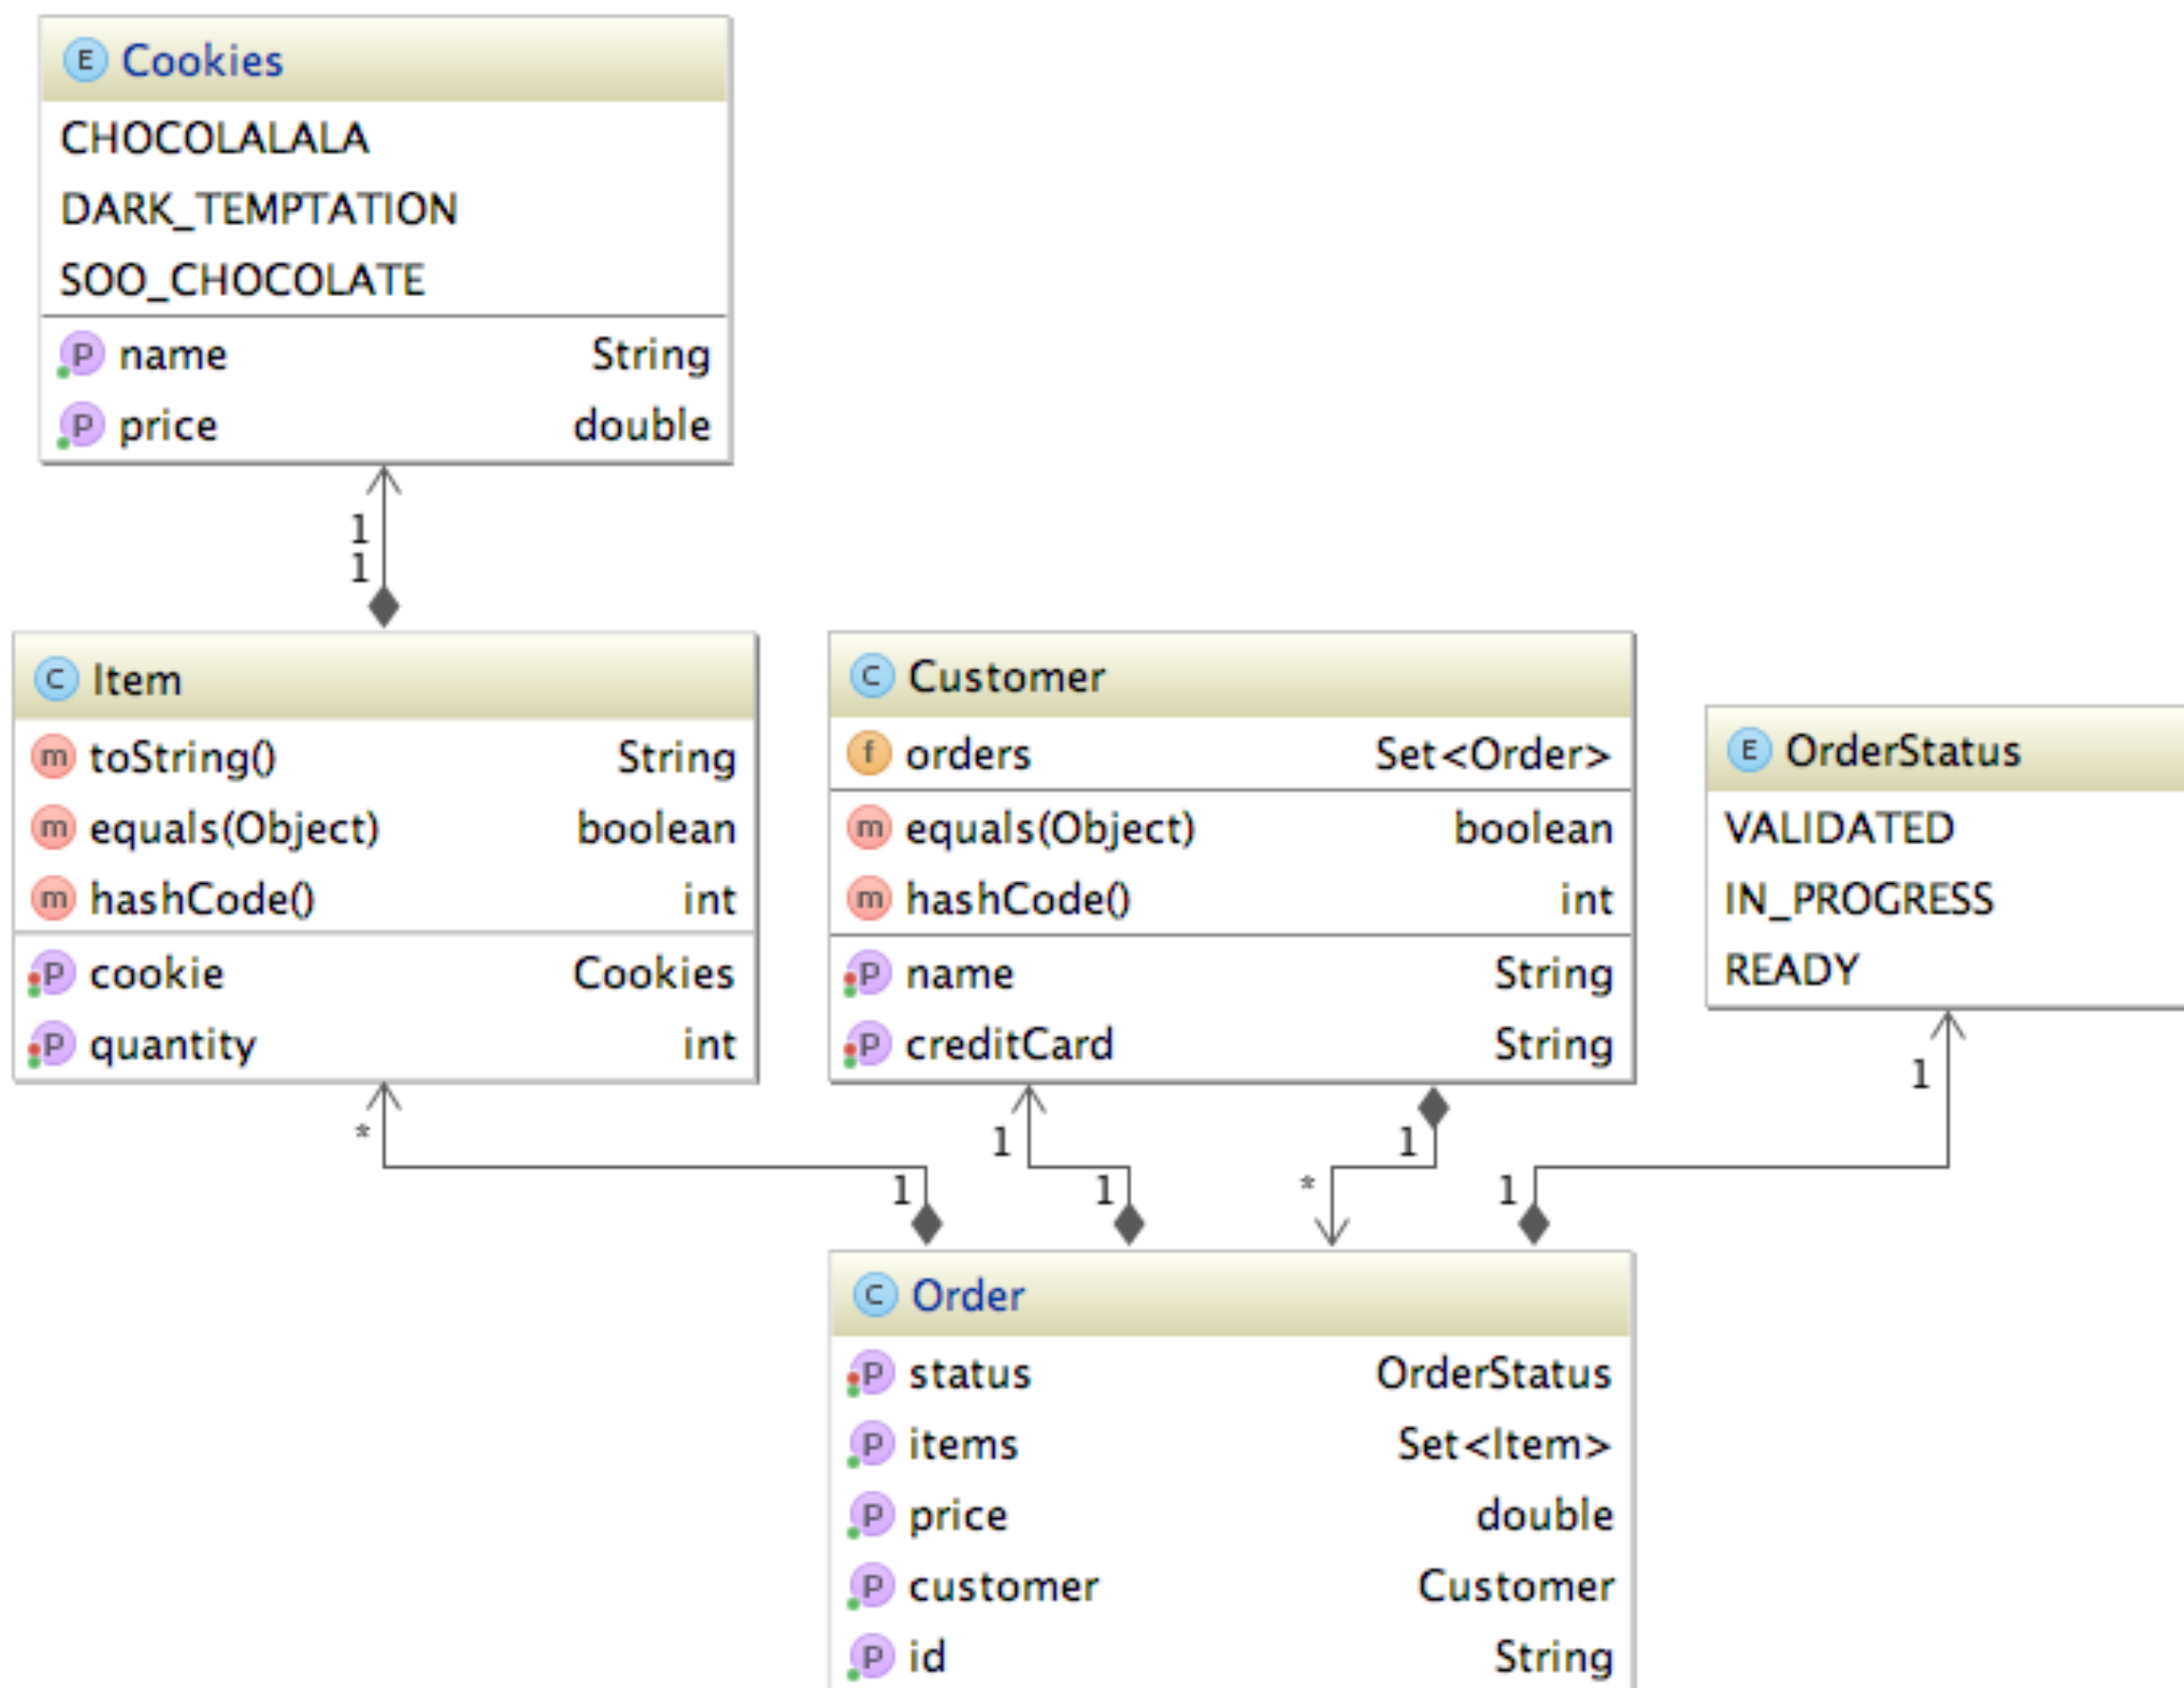 E Cookies
CHOCOLALALA
DARK_TEMPTATION
SOO_CHOCOLATE
P name String
P price double
1
1
C Item
m toString() String
m equals(Object) boolean
m hashCode() int
P cookie Cookies
P quantity int
C Customer
f orders Set<Order>
m equals(Object) boolean
m hashCode() int
P name String
P creditCard String
E OrderStatus
VALIDATED
IN_PROGRESS
READY
* 1
1 1
1 *
1 1
C Order
P status OrderStatus
P items Set<Item>
P price double
P customer Customer
P id String